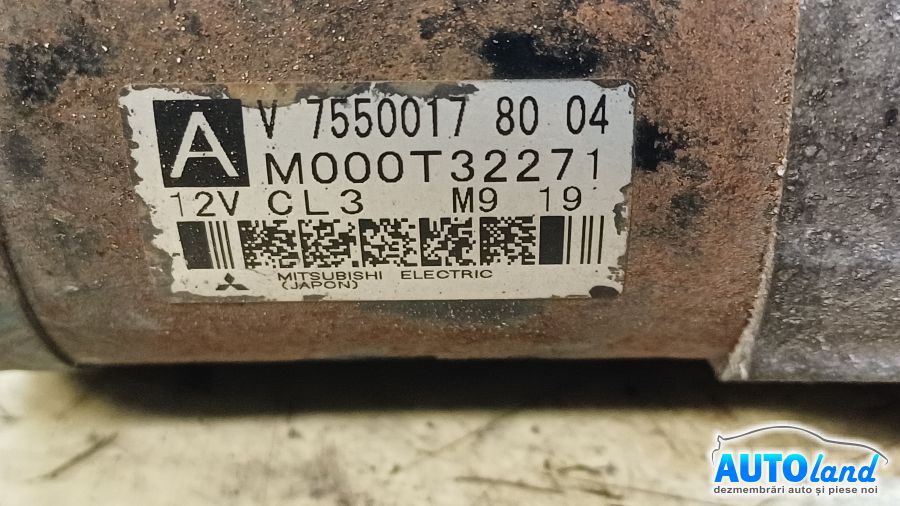 A V 7550017 80 04
M000T32271
12V CL3 M9 19
MITSUBISHI ELECTRIC
(JAPON)
AUTOland
dezmembrări auto și piese noi